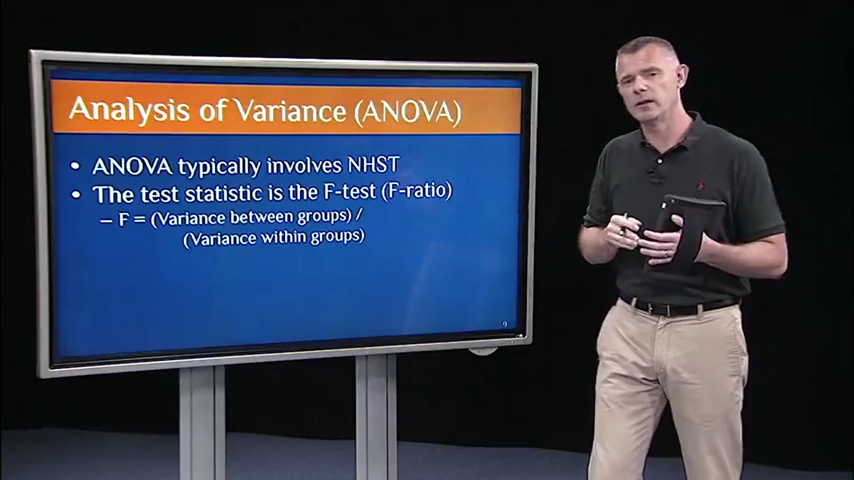 Analysis of Variance (ANOVA)
• ANOVA typically involves NHST
• The test statistic is the F-test (F-ratio)
– F = (Variance between groups) /
(Variance within groups)
9